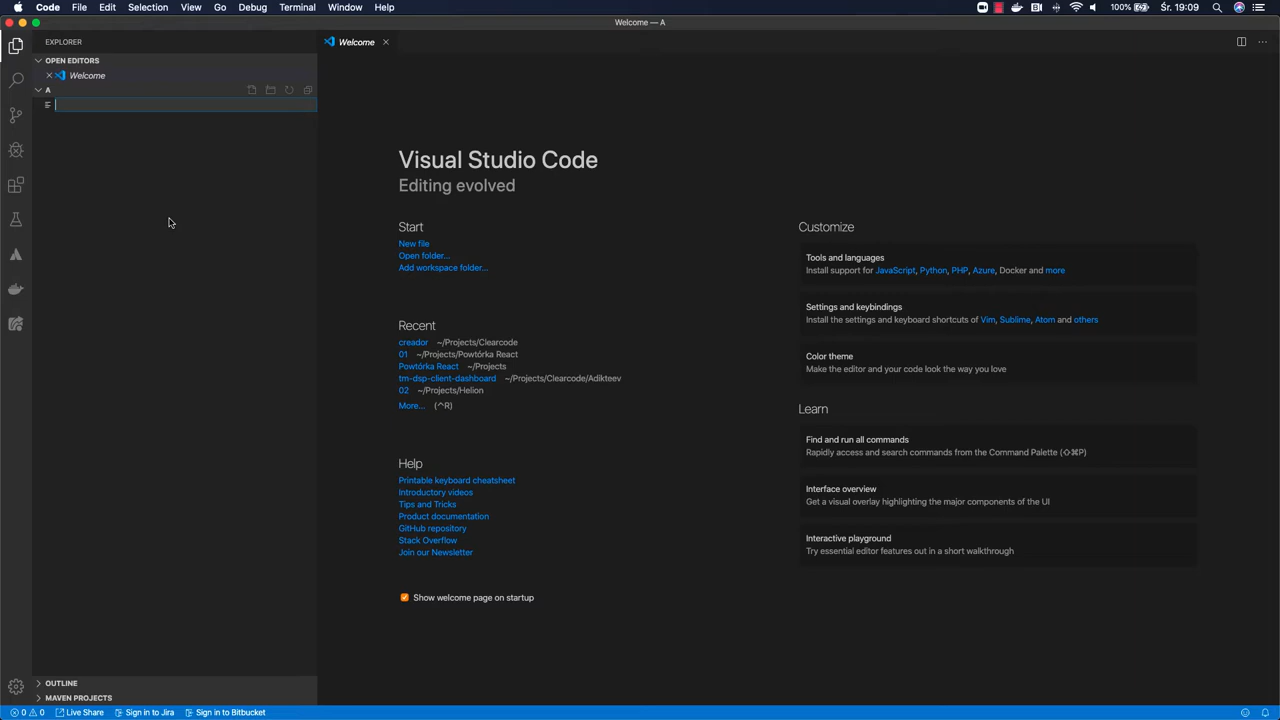 Code File Edit Selection View Go Debug Terminal Window Help 100% Śr. 19:09
Welcome — A
EXPLORER
OPEN EDITORS
Welcome
A
Welcome
Visual Studio Code
Editing evolved
Start
New file
Open folder...
Add workspace folder...
Recent
creador ~/Projects/Clearcode
01 ~/Projects/Powtórka React
Powtórka React ~/Projects
tm-dsp-client-dashboard ~/Projects/Clearcode/Adikteev
02 ~/Projects/Helion
More... (^R)
Help
Printable keyboard cheatsheet
Introductory videos
Tips and Tricks
Product documentation
GitHub repository
Stack Overflow
Join our Newsletter
Show welcome page on startup
Customize
Tools and languages
Install support for JavaScript, Python, PHP, Azure, Docker and more
Settings and keybindings
Install the settings and keyboard shortcuts of Vim, Sublime, Atom and others
Color theme
Make the editor and your code look the way you love
Learn
Find and run all commands
Rapidly access and search commands from the Command Palette (⇧⌘P)
Interface overview
Get a visual overlay highlighting the major components of the UI
Interactive playground
Try essential editor features out in a short walkthrough
OUTLINE
MAVEN PROJECTS
0 0 Live Share Sign in to Jira Sign in to Bitbucket